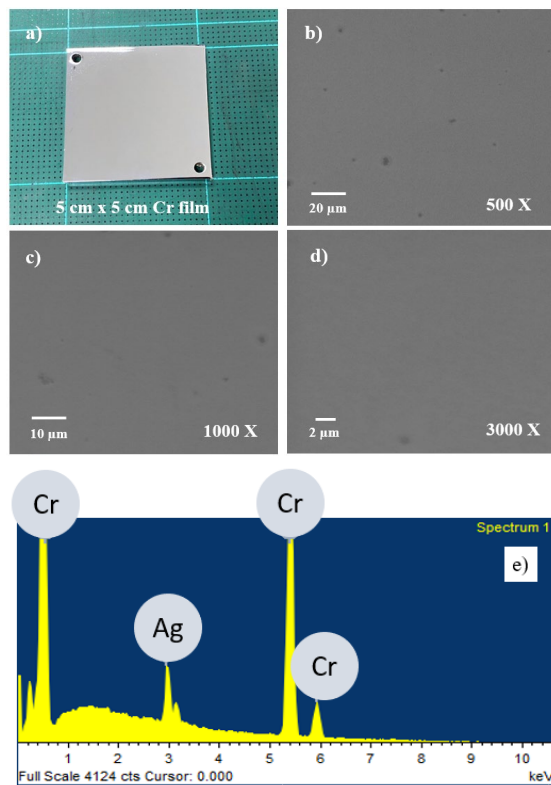 a)
5 cm x 5 cm Cr film
b)
20 µm
500 X
c)
10 µm
1000 X
d)
2 µm
3000 X
Cr
Cr
Spectrum 1
e)
Ag
Cr
1 2 3 4 5 6 7 8 9 10
Full Scale 4124 cts Cursor: 0.000
keV